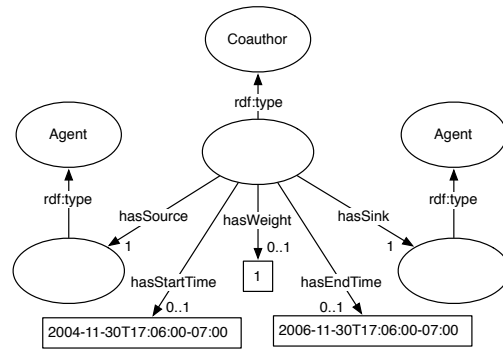 Coauthor
rdf:type
Agent
Agent
rdf:type
rdf:type
hasSource
hasWeight
hasSink
1
0..1
1
hasStartTime
1
hasEndTime
0..1
0..1
2004-11-30T17:06:00-07:00
2006-11-30T17:06:00-07:00